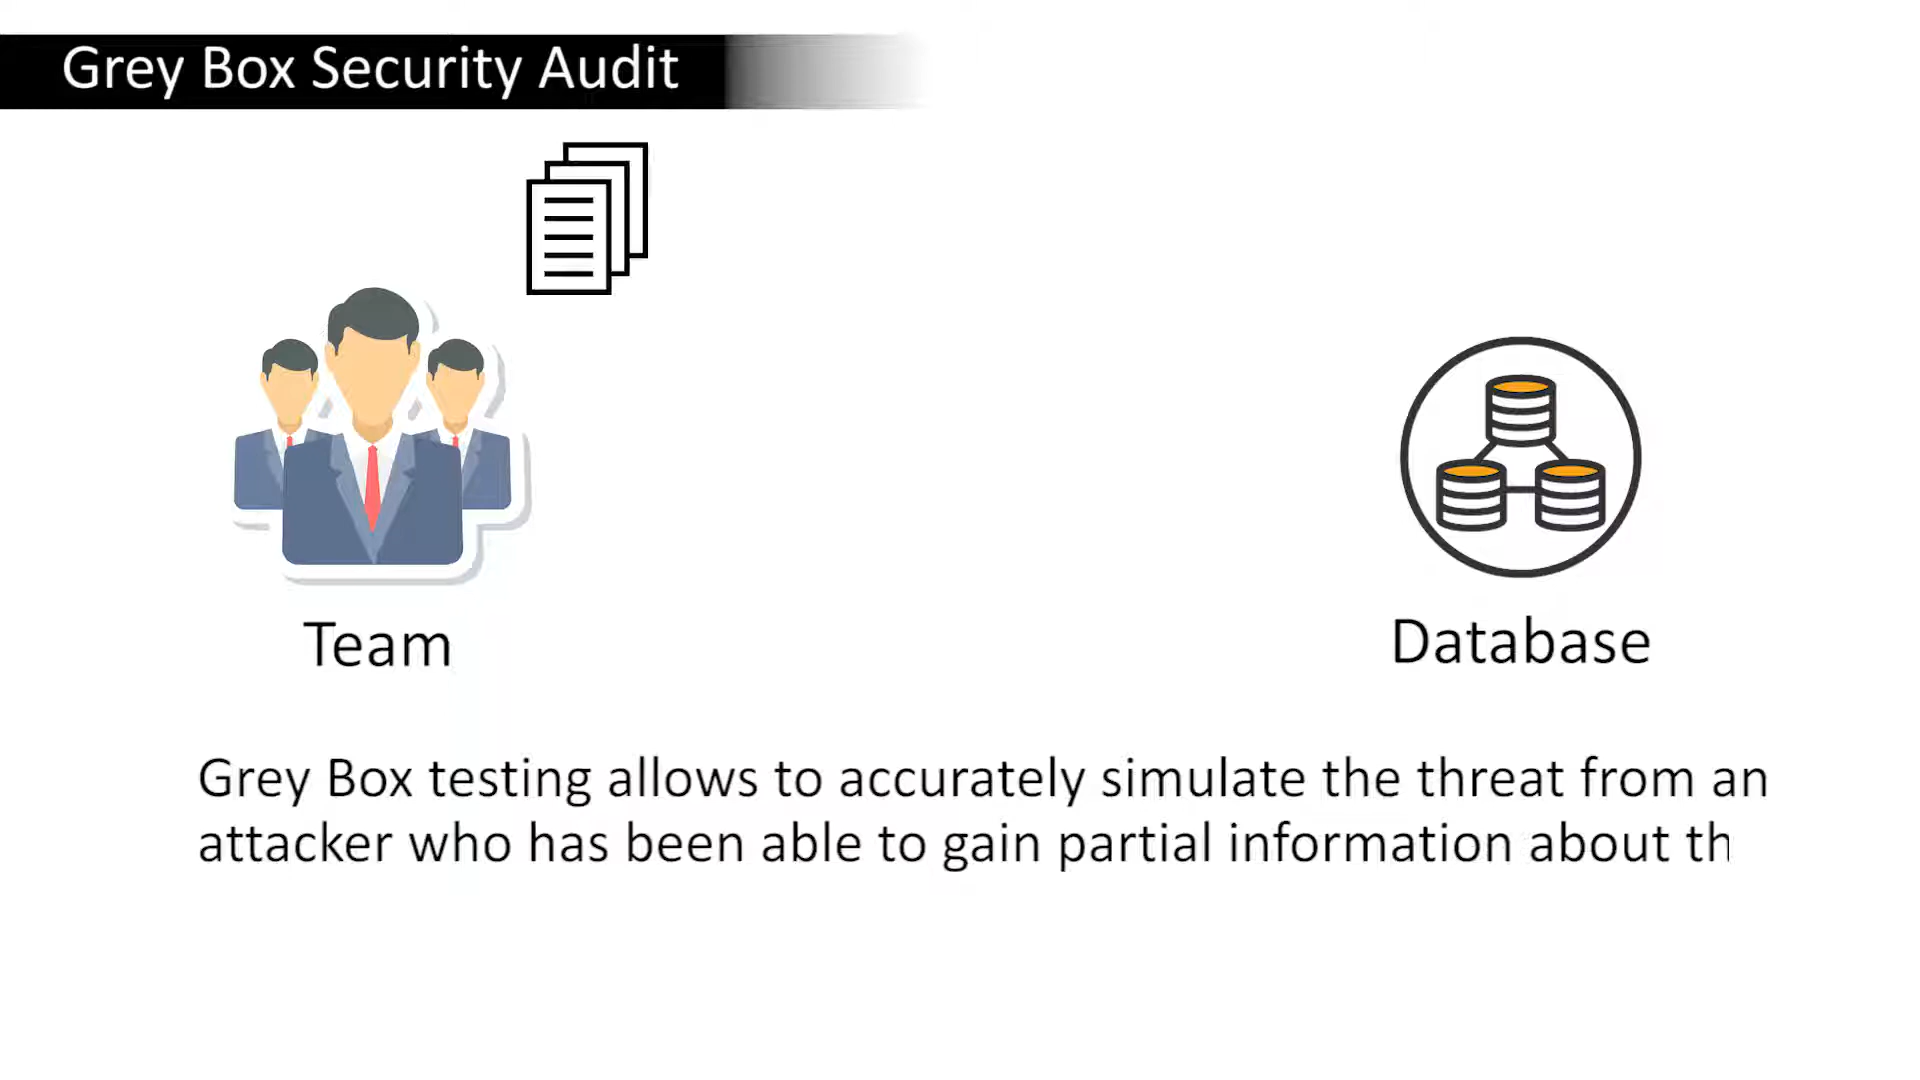 Grey Box Security Audit
Team
Database
Grey Box testing allows to accurately simulate the threat from an
attacker who has been able to gain partial information about th